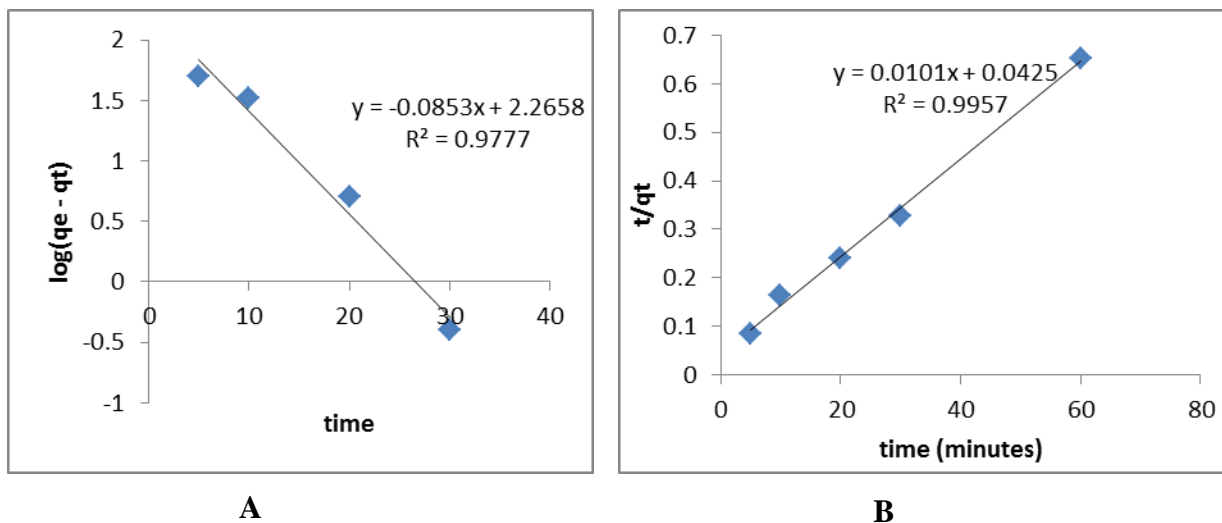 2
1.5
1
0.5
0
-0.5
-1
0
10
20
30
40
log(qe - qt)
time
y = -0.0853x + 2.2658
R² = 0.9777
0.7
0.6
0.5
0.4
0.3
0.2
0.1
0
0
20
40
60
80
t/qt
time (minutes)
y = 0.0101x + 0.0425
R² = 0.9957
A
B